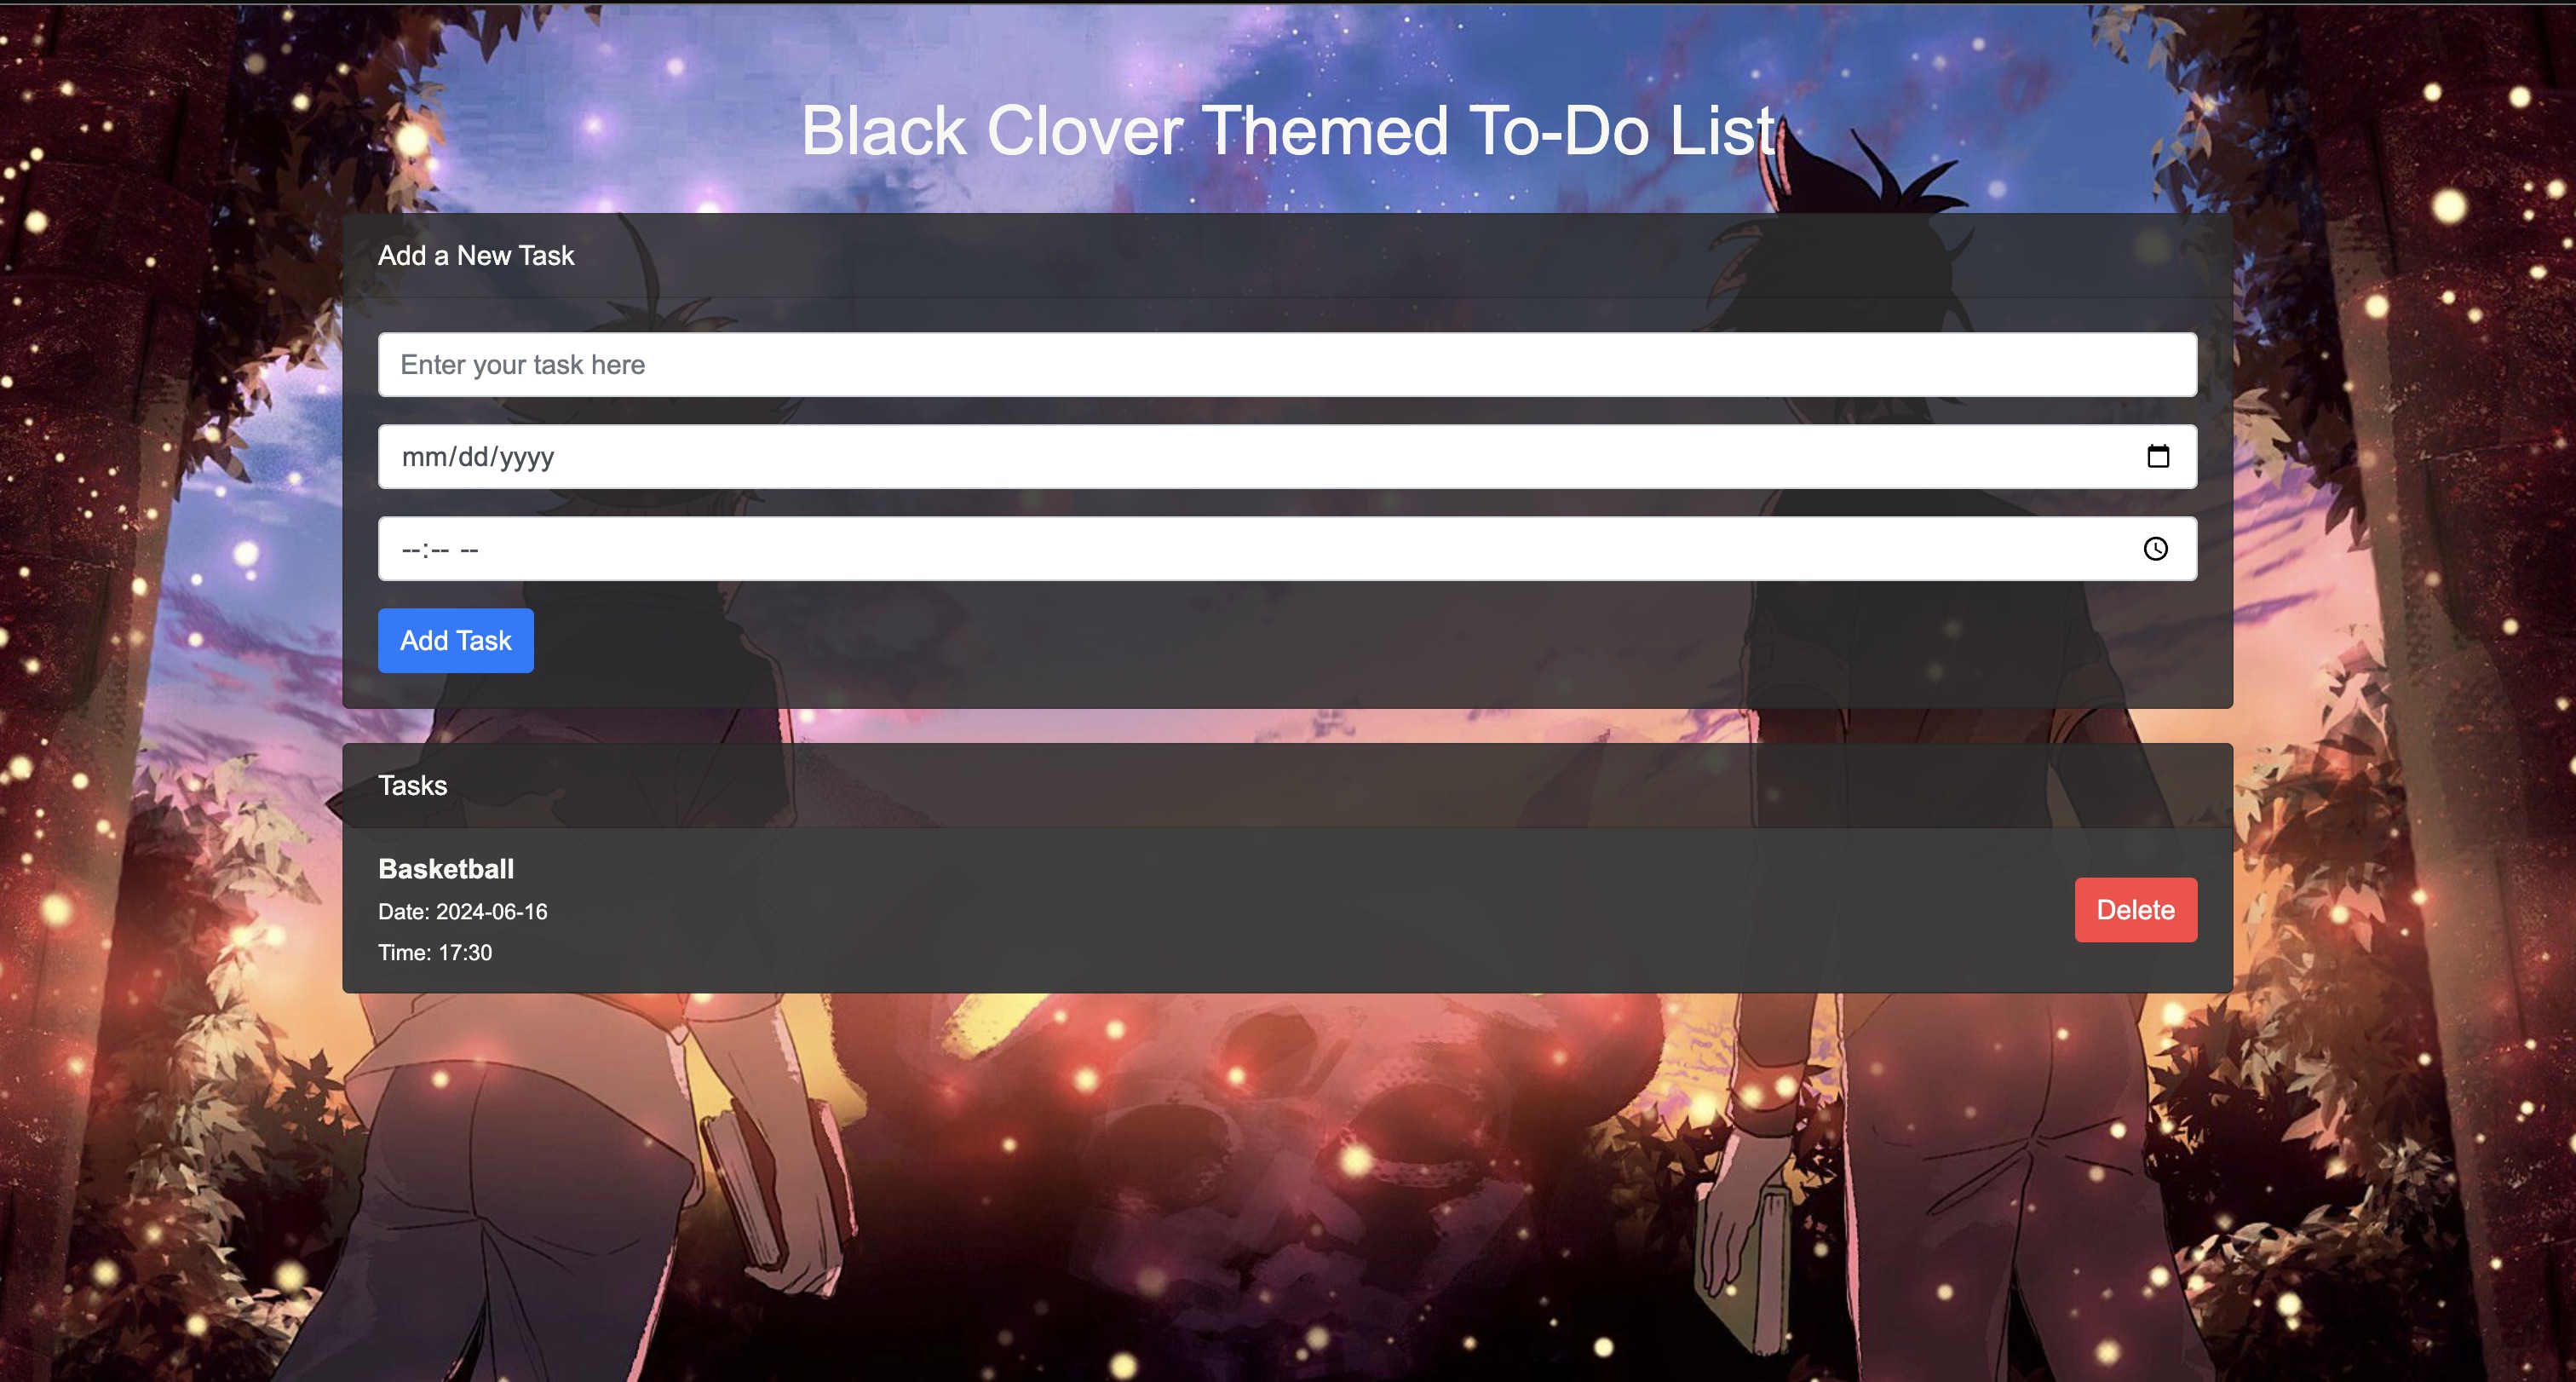 Black Clover Themed To-Do List
Add a New Task
Enter your task here
mm/dd/yyyy
--:-- --
Add Task
Tasks
Basketball
Date: 2024-06-16
Time: 17:30
Delete